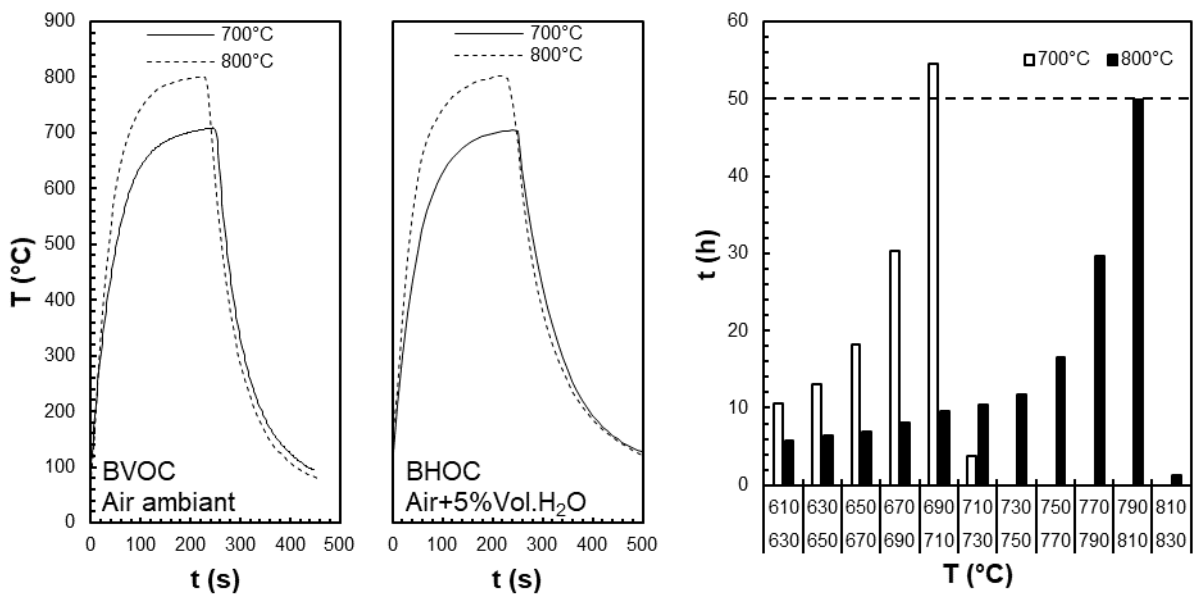 900
800
700
600
500
400
300
200
100
0
T (°C)
700°C
800°C
BVOC
Air ambiant
0 100 200 300 400 500
t (s)
700°C
800°C
BHOC
Air+5%Vol.H₂O
0 100 200 300 400 500
t (s)
60
50
40
30
20
10
0
t (h)
700°C 800°C
610 630 650 670 690 710 730 750 770 790 810
630 650 670 690 710 730 750 770 790 810 830
T (°C)